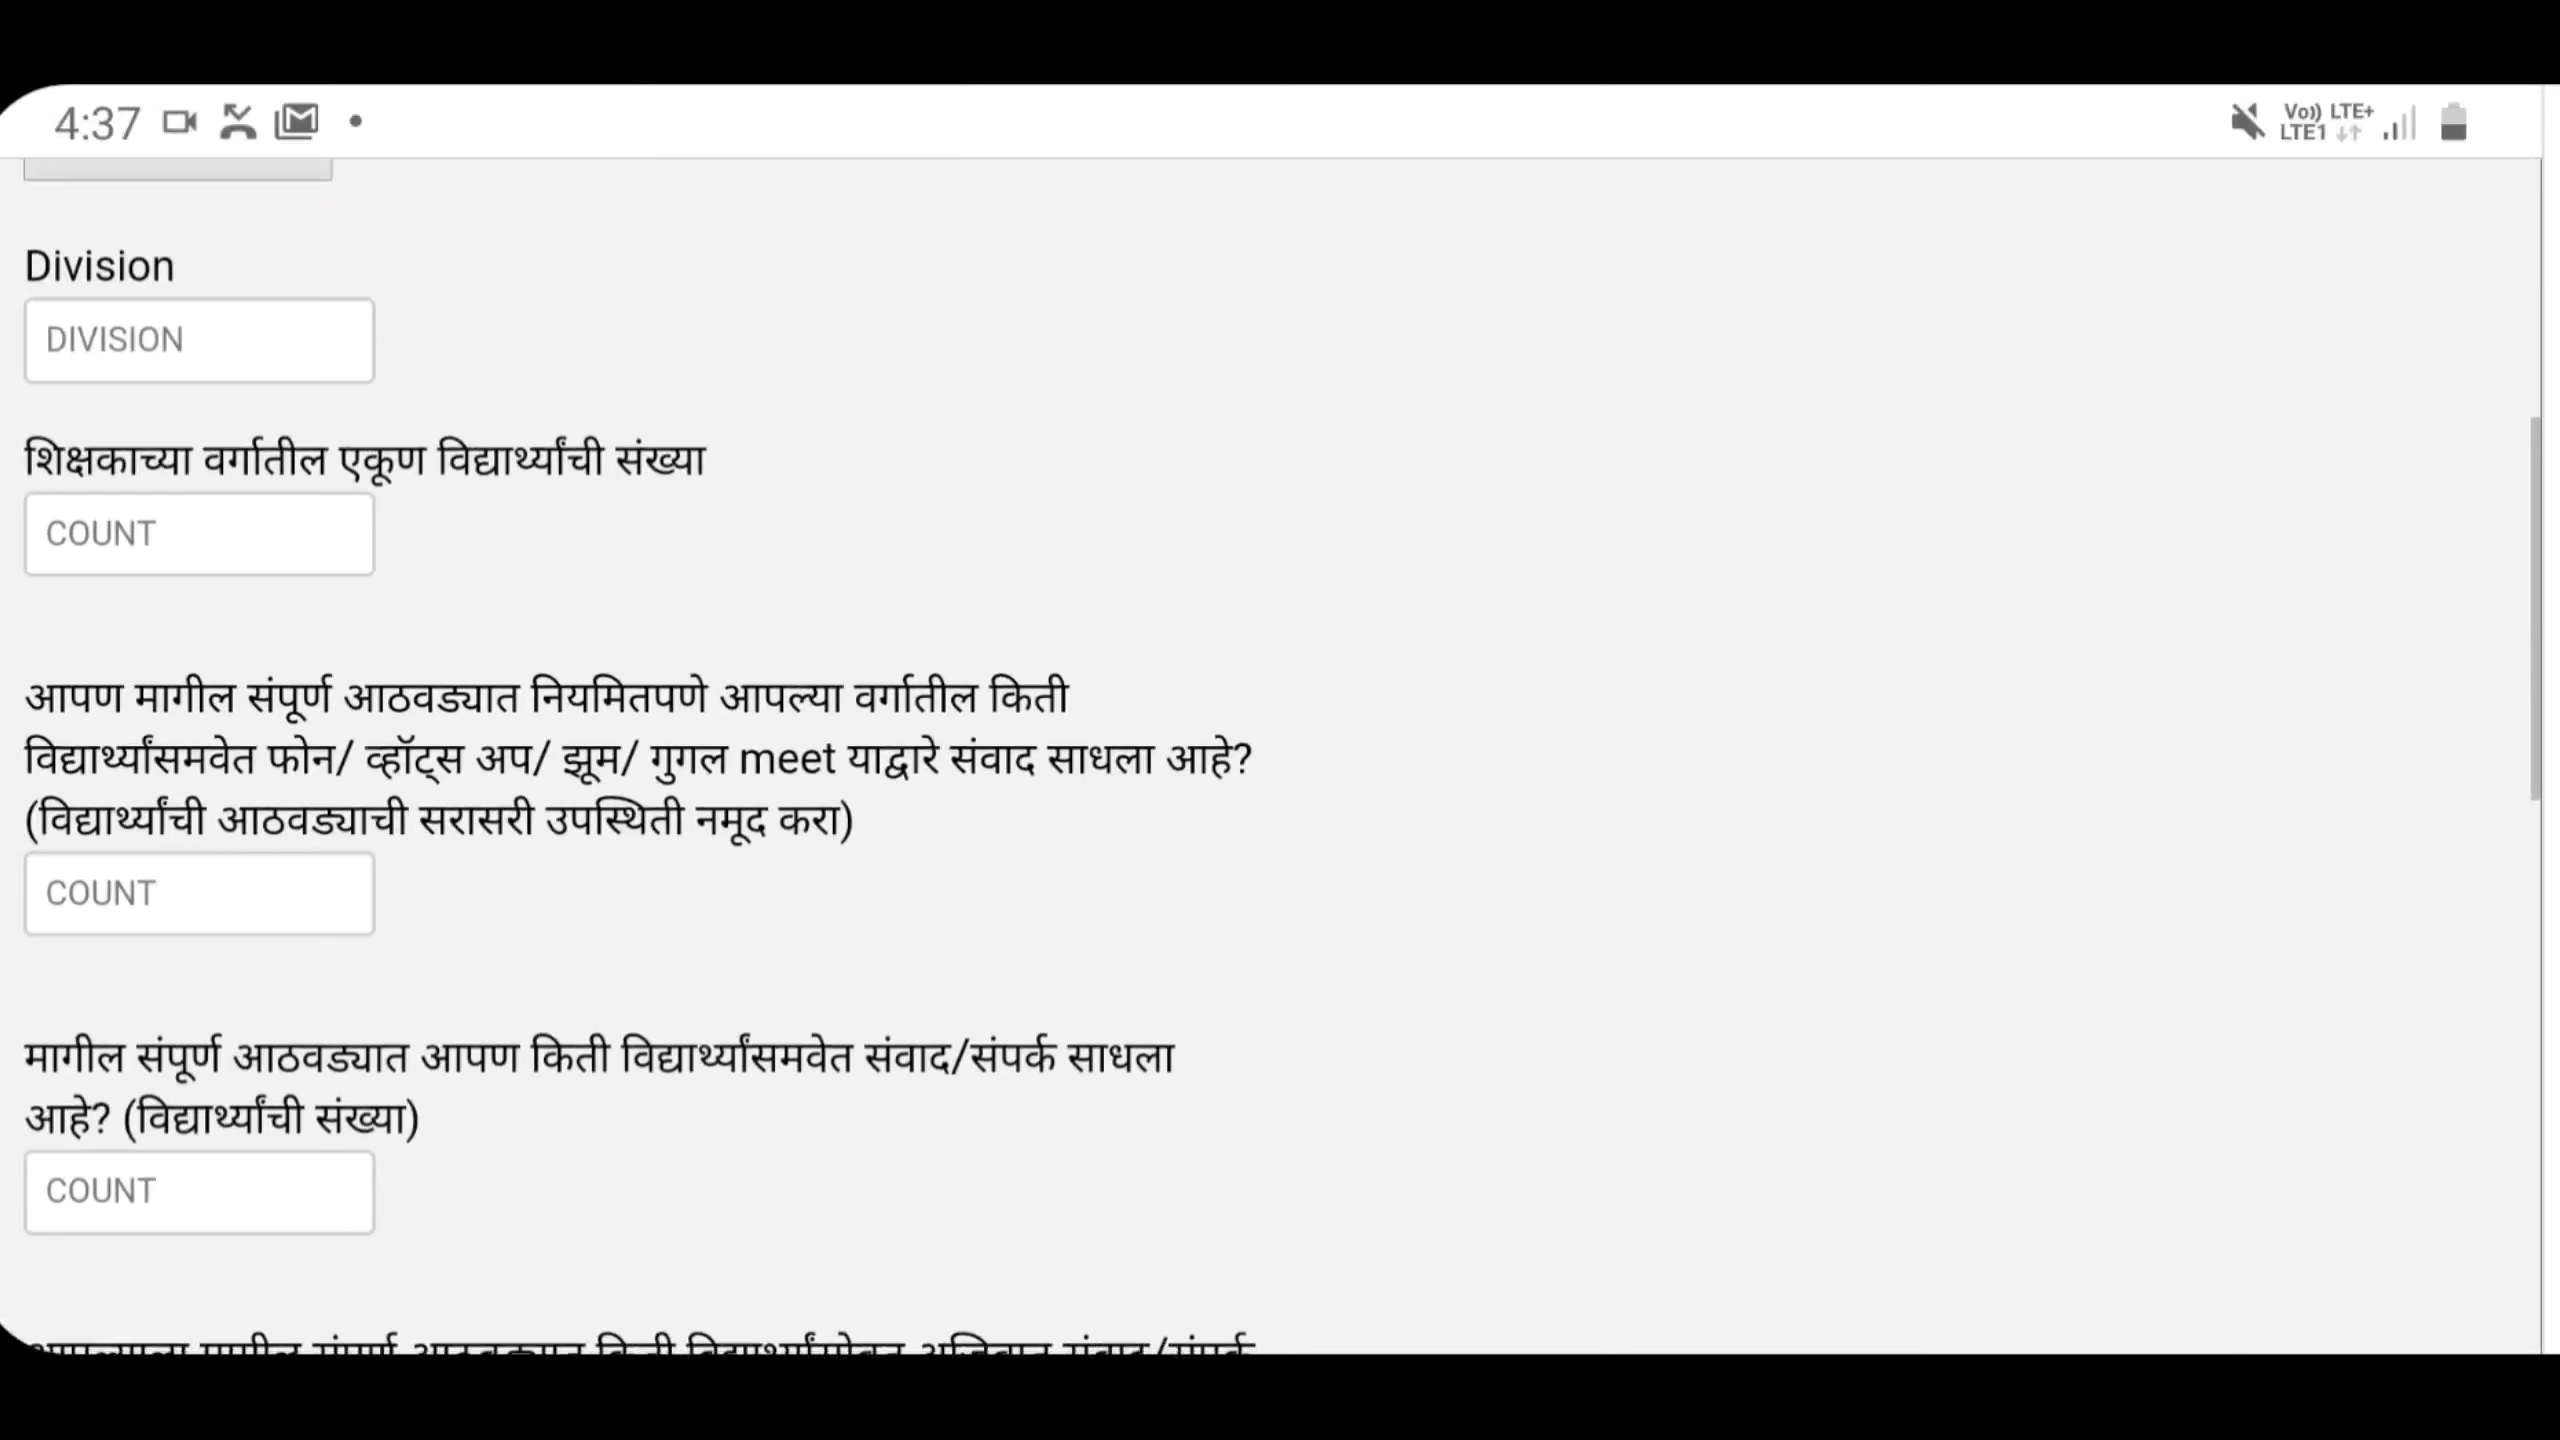 4:37
Vo)) LTE+
LTE1
Division
DIVISION
शिक्षकाच्या वर्गातील एकूण विद्यार्थ्यांची संख्या
COUNT
आपण मागील संपूर्ण आठवड्यात नियमितपणे आपल्या वर्गातील किती
विद्यार्थ्यांसमवेत फोन/ व्हॉट्स अप/ झूम/ गुगल meet याद्वारे संवाद साधला आहे?
(विद्यार्थ्यांची आठवड्याची सरासरी उपस्थिती नमूद करा)
COUNT
मागील संपूर्ण आठवड्यात आपण किती विद्यार्थ्यांसमवेत संवाद/संपर्क साधला
आहे? (विद्यार्थ्यांची संख्या)
COUNT